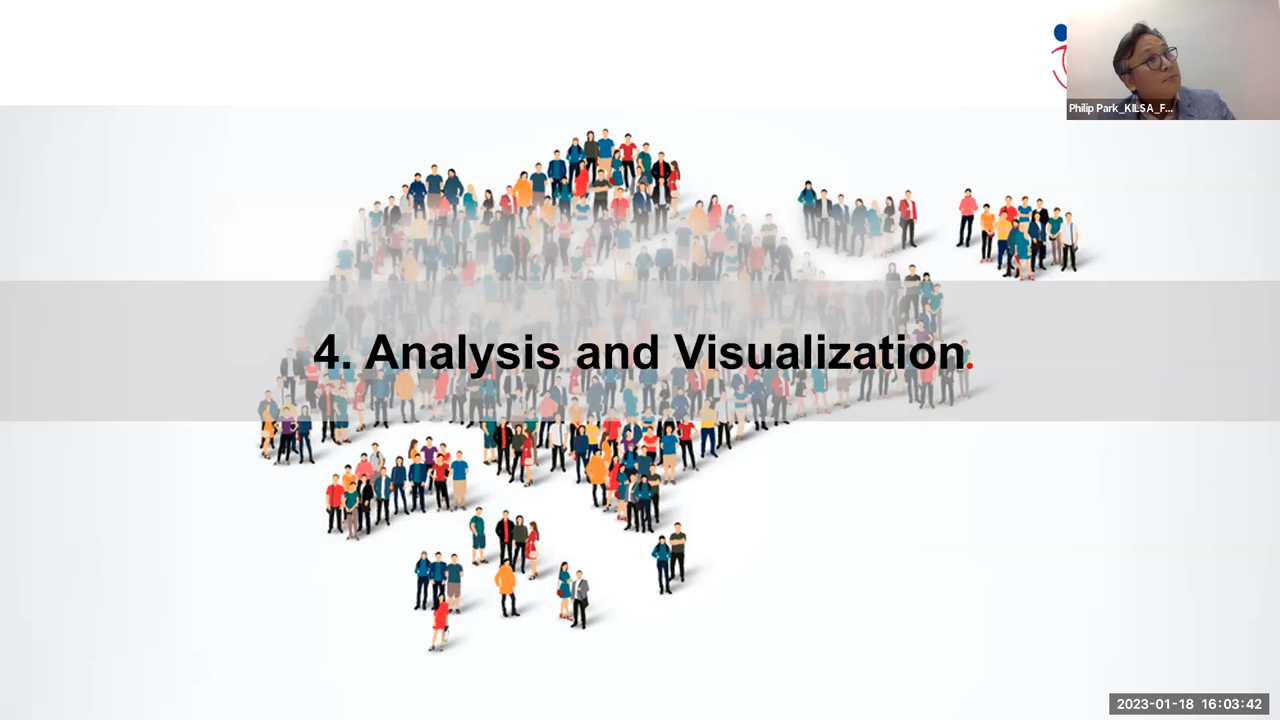 Philip Park_KILSA_F...
4. Analysis and Visualization.
2023-01-18 16:03:42